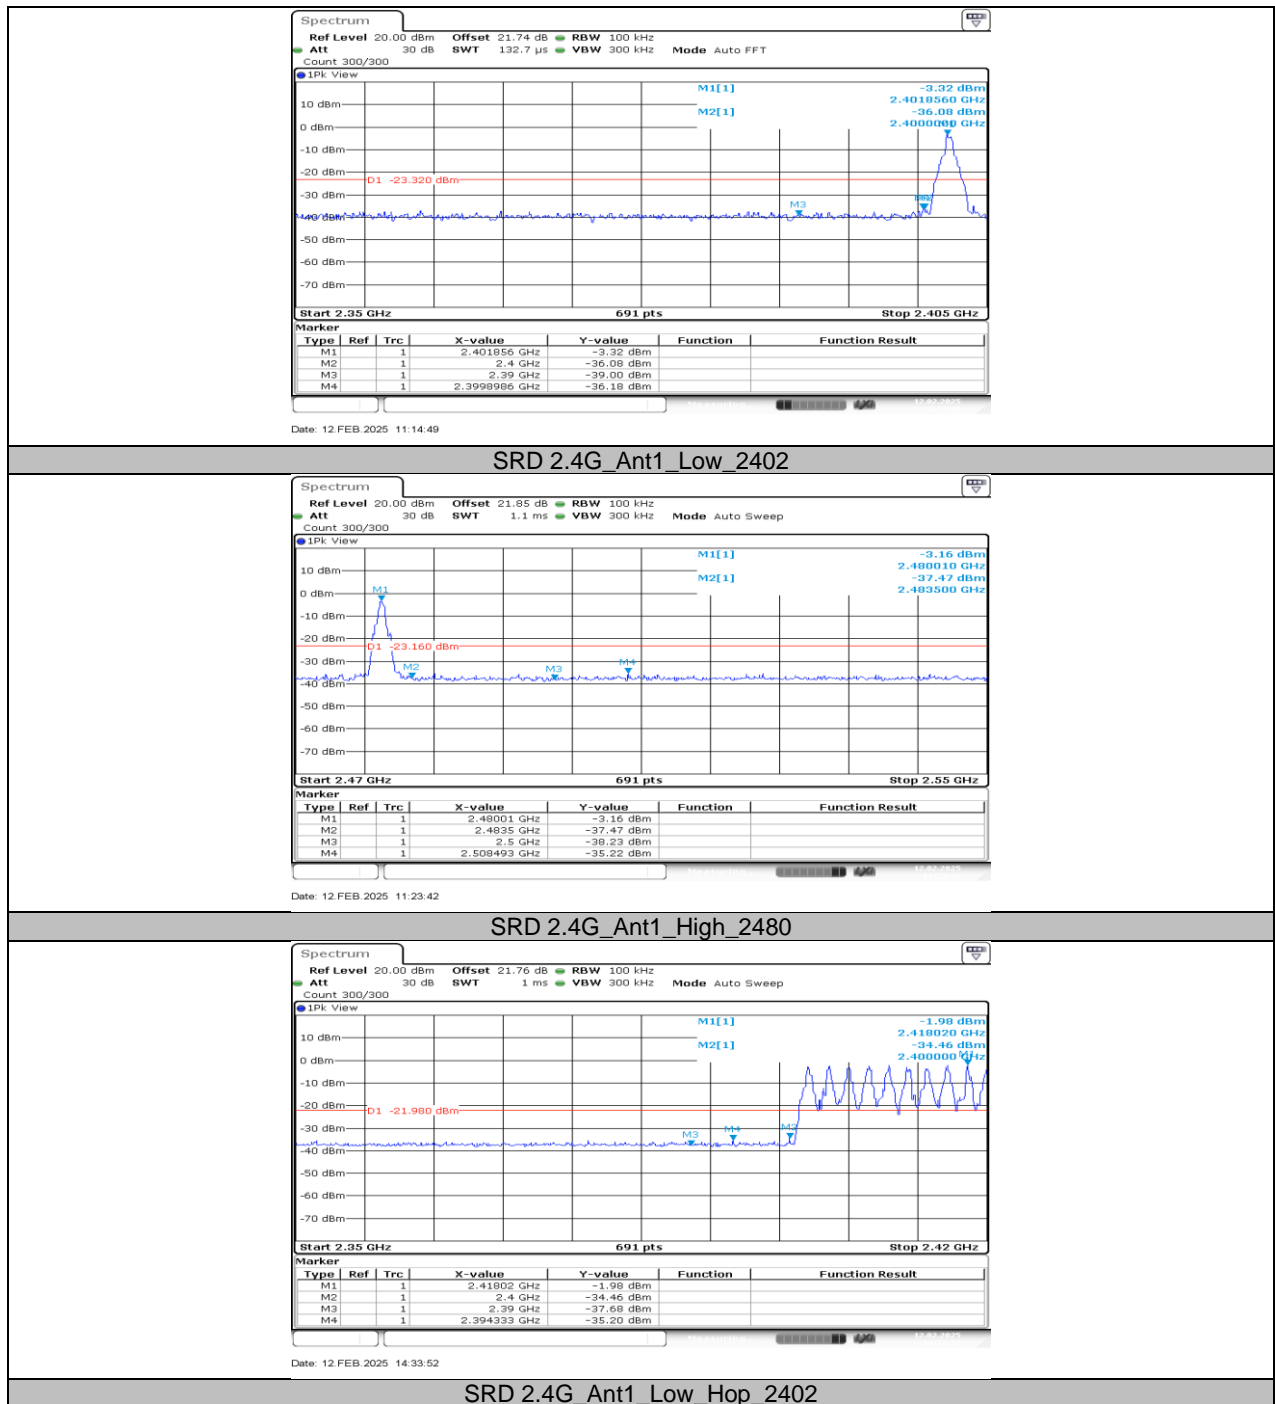 Spectrum
Ref Level 20.00 dBm Offset 21.74 dB RBW 100 kHz
Att 30 dB SWT 132.7 µs VBW 300 kHz Mode Auto FFT
Count 300/300
1Pk View
M1[1] -3.32 dBm
2.4018560 GHz
M2[1] -36.08 dBm
2.4000000 GHz
10 dBm
0 dBm
-10 dBm
-20 dBm
D1 -23.320 dBm
-30 dBm
M3
-40 dBm
-50 dBm
-60 dBm
-70 dBm
Start 2.35 GHz 691 pts Stop 2.405 GHz
Marker
Type Ref Trc X-value Y-value Function Function Result
M1 1 2.401856 GHz -3.32 dBm
M2 1 2.4 GHz -36.08 dBm
M3 1 2.39 GHz -39.00 dBm
M4 1 2.3998986 GHz -36.18 dBm
Date: 12.FEB.2025 11:14:49
SRD 2.4G_Ant1_Low_2402
Spectrum
Ref Level 20.00 dBm Offset 21.85 dB RBW 100 kHz
Att 30 dB SWT 1.1 ms VBW 300 kHz Mode Auto Sweep
Count 300/300
1Pk View
M1[1] -3.16 dBm
2.480010 GHz
M2[1] -37.47 dBm
2.483500 GHz
10 dBm
0 dBm
M1
-10 dBm
-20 dBm
D1 -23.160 dBm
-30 dBm
M2 M3 M4
-40 dBm
-50 dBm
-60 dBm
-70 dBm
Start 2.47 GHz 691 pts Stop 2.55 GHz
Marker
Type Ref Trc X-value Y-value Function Function Result
M1 1 2.48001 GHz -3.16 dBm
M2 1 2.4835 GHz -37.47 dBm
M3 1 2.5 GHz -38.23 dBm
M4 1 2.508493 GHz -35.22 dBm
Date: 12.FEB.2025 11:23:42
SRD 2.4G_Ant1_High_2480
Spectrum
Ref Level 20.00 dBm Offset 21.76 dB RBW 100 kHz
Att 30 dB SWT 1 ms VBW 300 kHz Mode Auto Sweep
Count 300/300
1Pk View
M1[1] -1.98 dBm
2.418020 GHz
M2[1] -34.46 dBm
2.400000 GHz
10 dBm
0 dBm
-10 dBm
-20 dBm
D1 -21.980 dBm
-30 dBm
M3 M4 M2
-40 dBm
-50 dBm
-60 dBm
-70 dBm
Start 2.35 GHz 691 pts Stop 2.42 GHz
Marker
Type Ref Trc X-value Y-value Function Function Result
M1 1 2.41802 GHz -1.98 dBm
M2 1 2.4 GHz -34.46 dBm
M3 1 2.39 GHz -37.68 dBm
M4 1 2.394333 GHz -35.20 dBm
Date: 12.FEB.2025 14:33:52
SRD 2.4G_Ant1_Low_Hop_2402